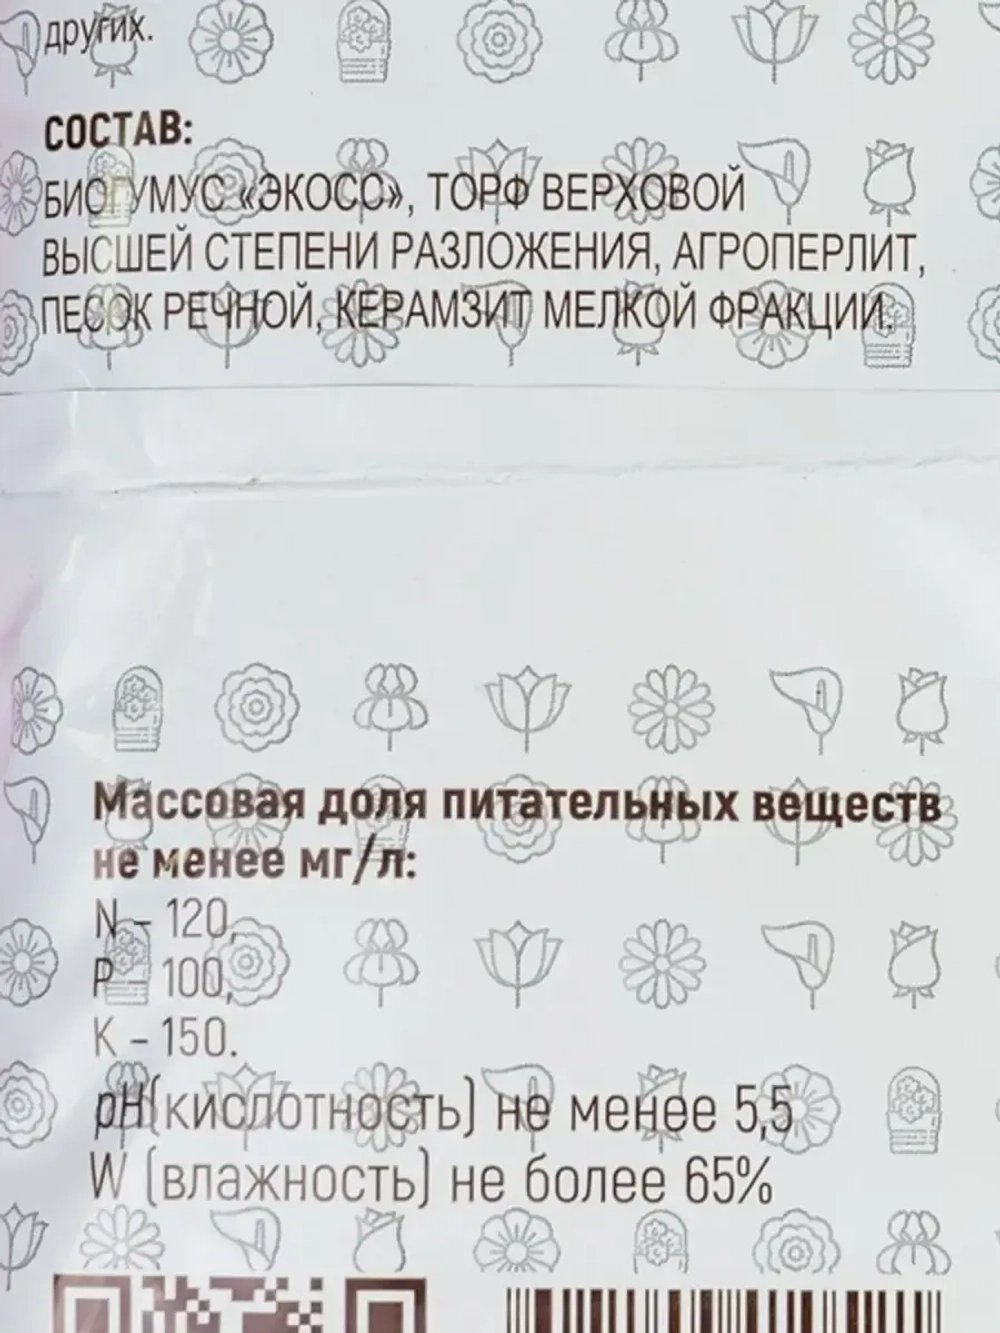 других.
СОСТАВ:
БИОГУМУС «ЭКОСС», ТОРФ ВЕРХОВОЙ
ВЫСШЕЙ СТЕПЕНИ РАЗЛОЖЕНИЯ, АГРОПЕРЛИТ,
ПЕСОК РЕЧНОЙ, КЕРАМЗИТ МЕЛКОЙ ФРАКЦИИ.
Массовая доля питательных веществ
не менее мг/л:
N – 120,
P – 100,
K – 150.
pH(кислотность) не менее 5,5
W (влажность) не более 65%